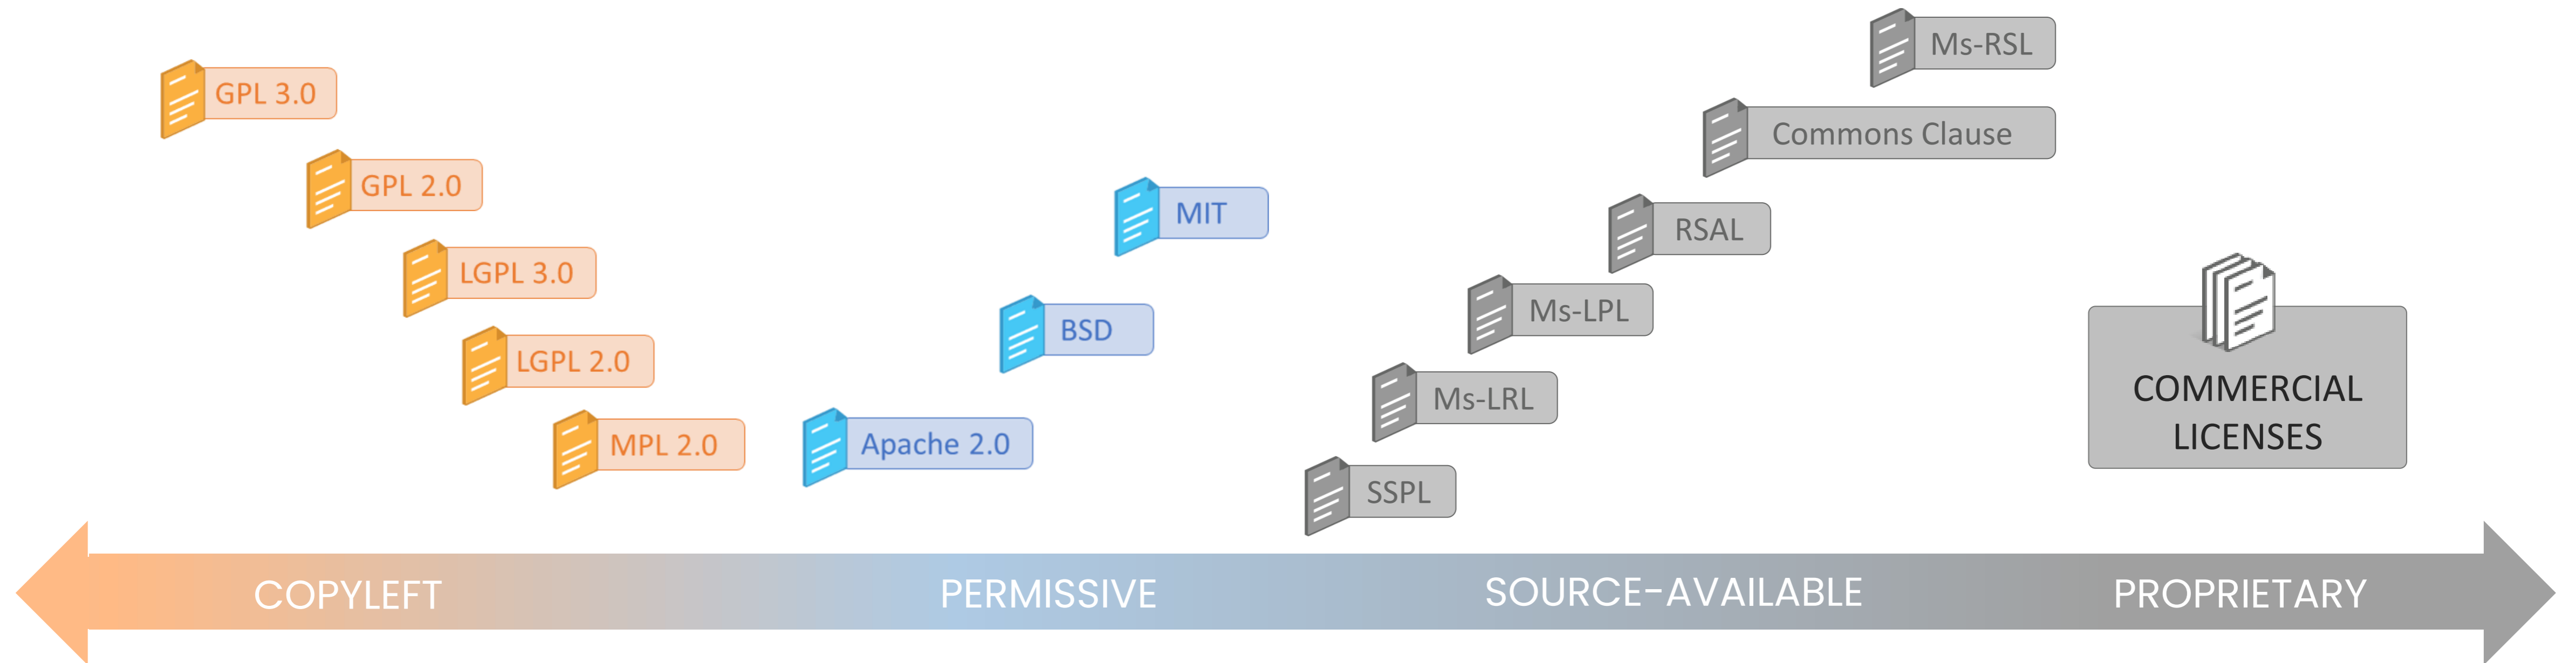 GPL 3.0
GPL 2.0
LGPL 3.0
LGPL 2.0
MPL 2.0
Apache 2.0
BSD
MIT
SSPL
Ms-LRL
Ms-LPL
RSAL
Commons Clause
Ms-RSL
COMMERCIAL
LICENSES
COPYLEFT
PERMISSIVE
SOURCE-AVAILABLE
PROPRIETARY